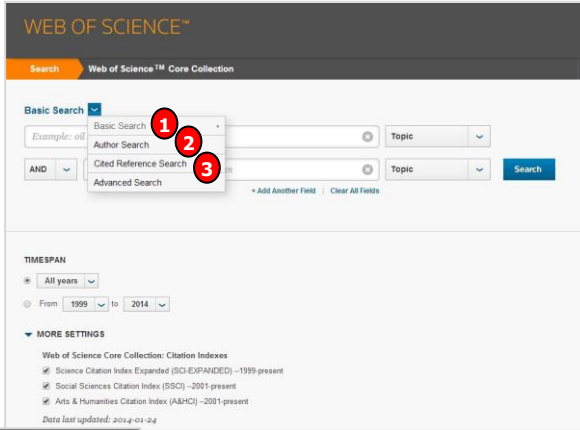 WEB OF SCIENCE™
Search Web of Science™ Core Collection
Basic Search
Basic Search 1
Example: oil Topic
Author Search 2
Cited Reference Search 3
AND Topic Search
Advanced Search
+ Add Another Field | Clear All Fields
TIMESPAN
All years
From 1999 to 2014
MORE SETTINGS
Web of Science Core Collection: Citation Indexes
Science Citation Index Expanded (SCI-EXPANDED) --1999-present
Social Sciences Citation Index (SSCI) --2001-present
Arts & Humanities Citation Index (A&HCI) --2001-present
Data last updated: 2014-01-24